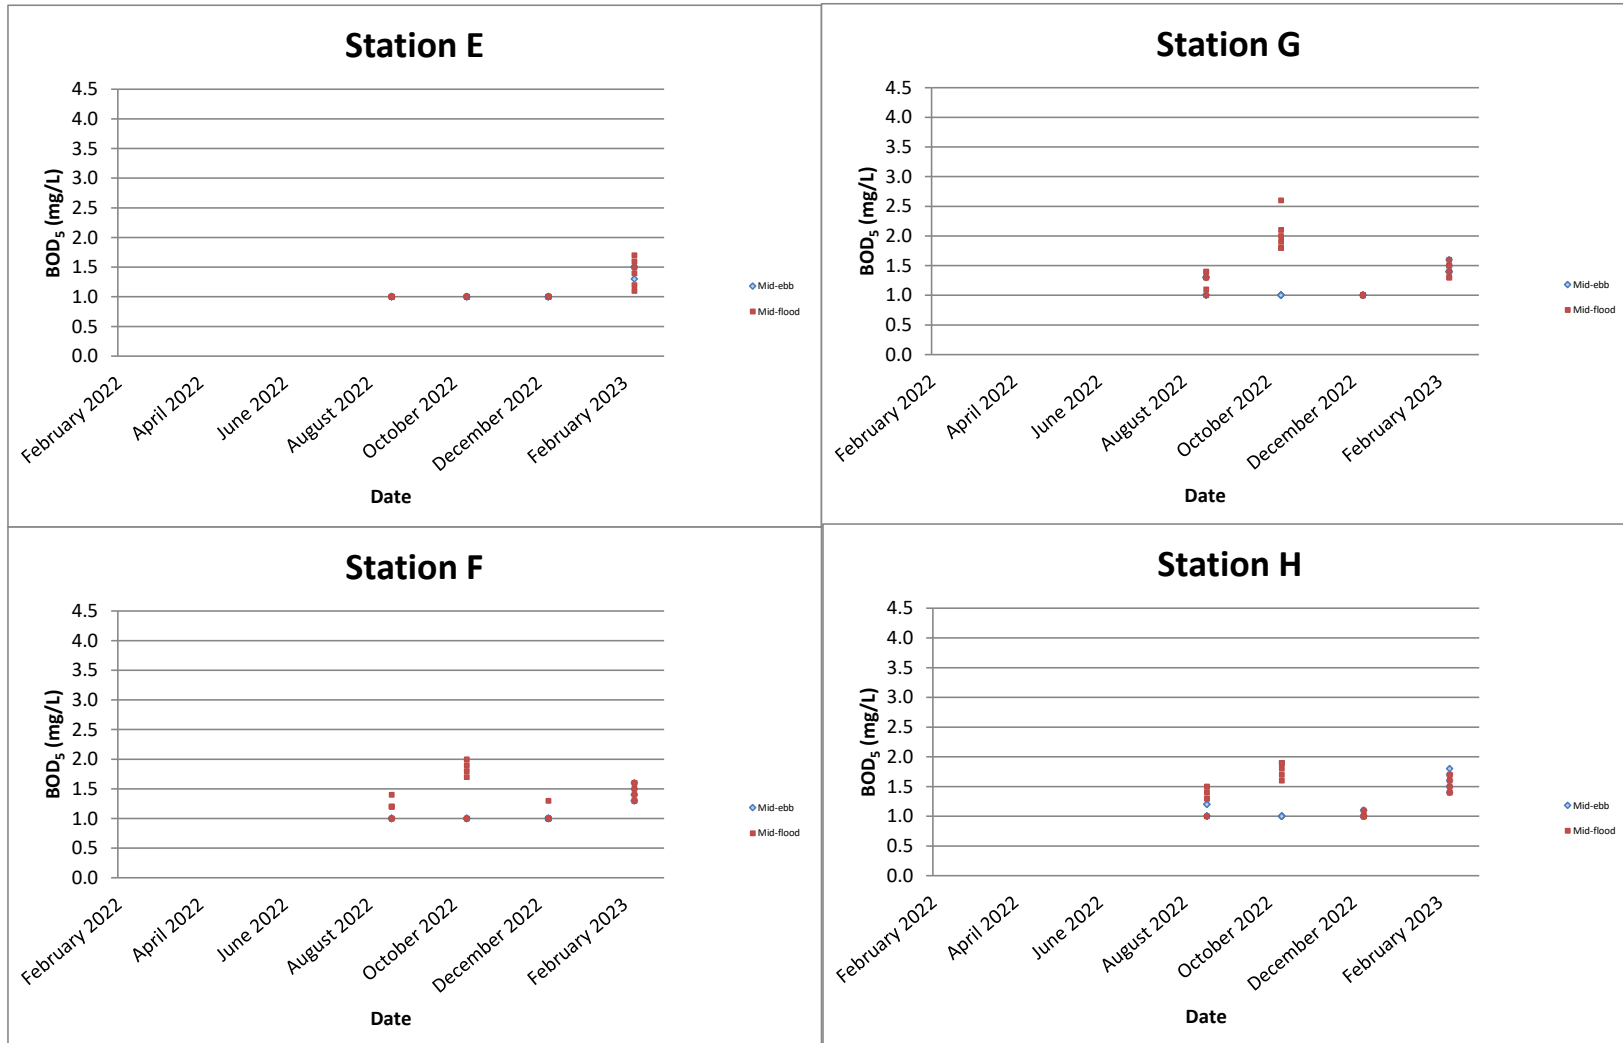 Station E
4.5
4.0
3.5
3.0
2.5
2.0
1.5
1.0
0.5
0.0
BOD5 (mg/L)
February 2022
April 2022
June 2022
August 2022
October 2022
December 2022
February 2023
Date
Mid-ebb
Mid-flood
Station G
4.5
4.0
3.5
3.0
2.5
2.0
1.5
1.0
0.5
0.0
BOD5 (mg/L)
February 2022
April 2022
June 2022
August 2022
October 2022
December 2022
February 2023
Date
Mid-ebb
Mid-flood
Station F
4.5
4.0
3.5
3.0
2.5
2.0
1.5
1.0
0.5
0.0
BOD5 (mg/L)
February 2022
April 2022
June 2022
August 2022
October 2022
December 2022
February 2023
Date
Mid-ebb
Mid-flood
Station H
4.5
4.0
3.5
3.0
2.5
2.0
1.5
1.0
0.5
0.0
BOD5 (mg/L)
February 2022
April 2022
June 2022
August 2022
October 2022
December 2022
February 2023
Date
Mid-ebb
Mid-flood